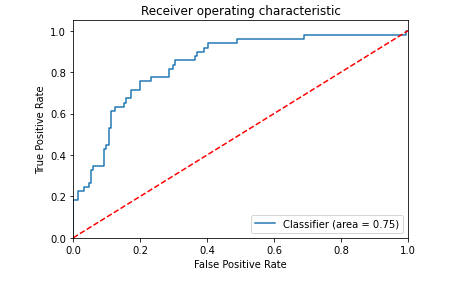 Receiver operating characteristic
1.0
0.8
0.6
0.4
0.2
0.0
True Positive Rate
Classifier (area = 0.75)
0.0 0.2 0.4 0.6 0.8 1.0
False Positive Rate